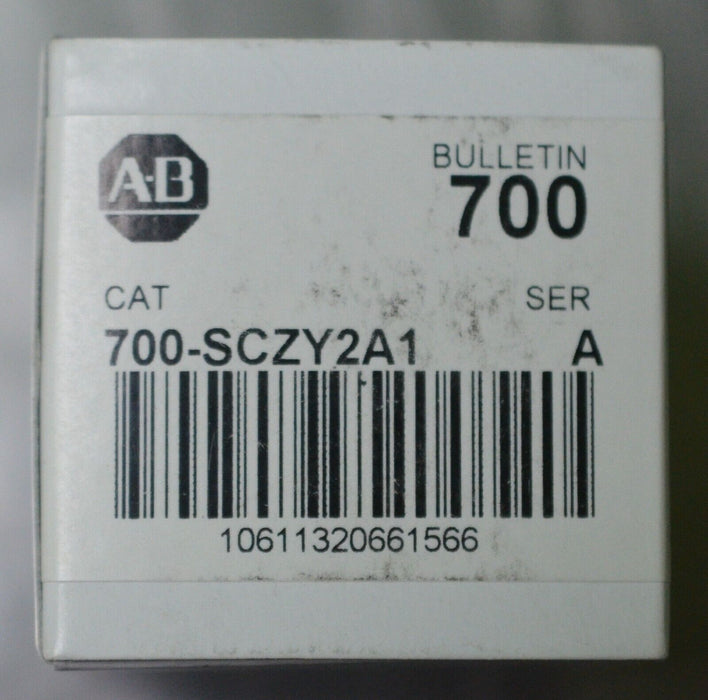 A-B
BULLETIN
700
CAT SER
700-SCZY2A1 A
10611320661566